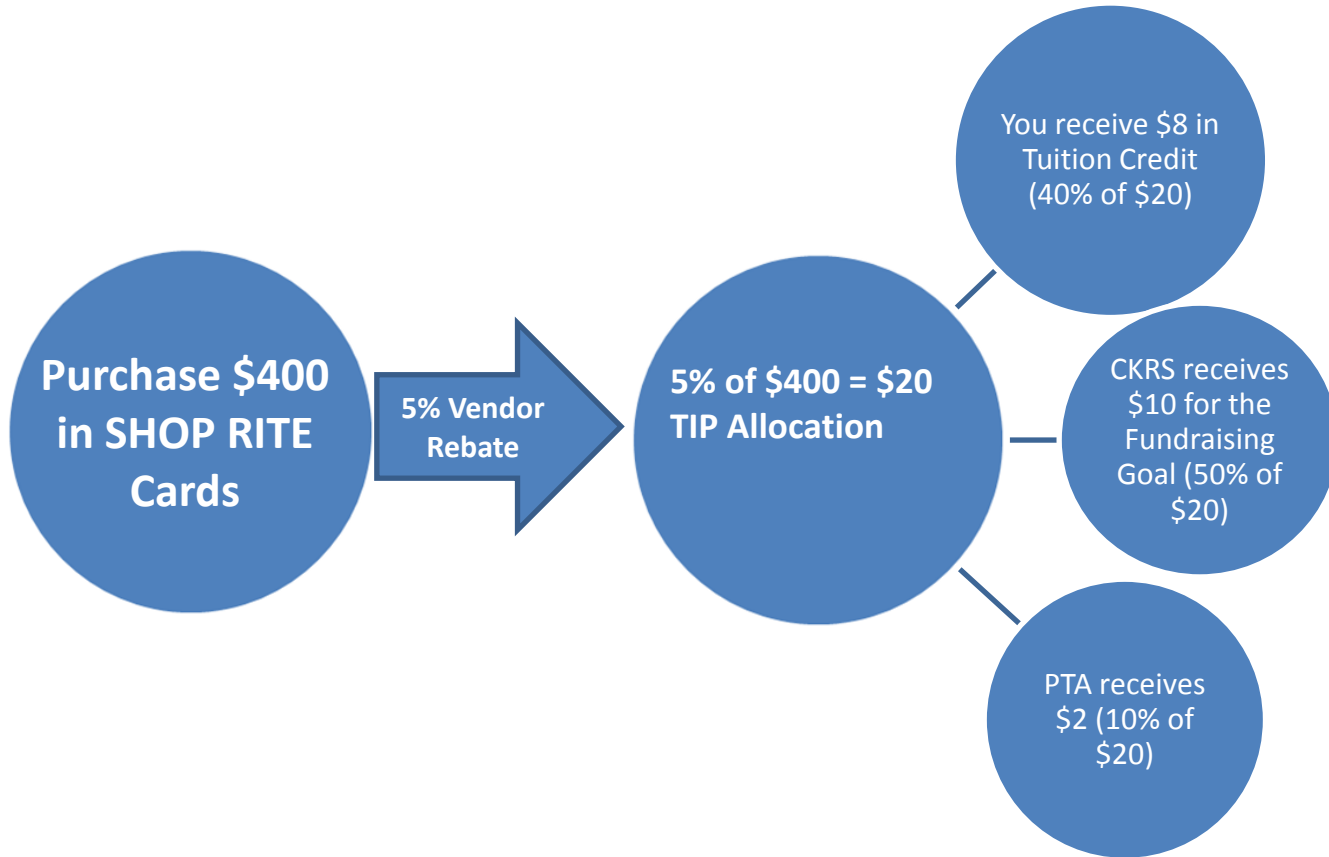 Purchase $400
in SHOP RITE
Cards
5% Vendor
Rebate
5% of $400 = $20
TIP Allocation
You receive $8 in
Tuition Credit
(40% of $20)
CKRS receives
$10 for the
Fundraising
Goal (50% of
$20)
PTA receives
$2 (10% of
$20)